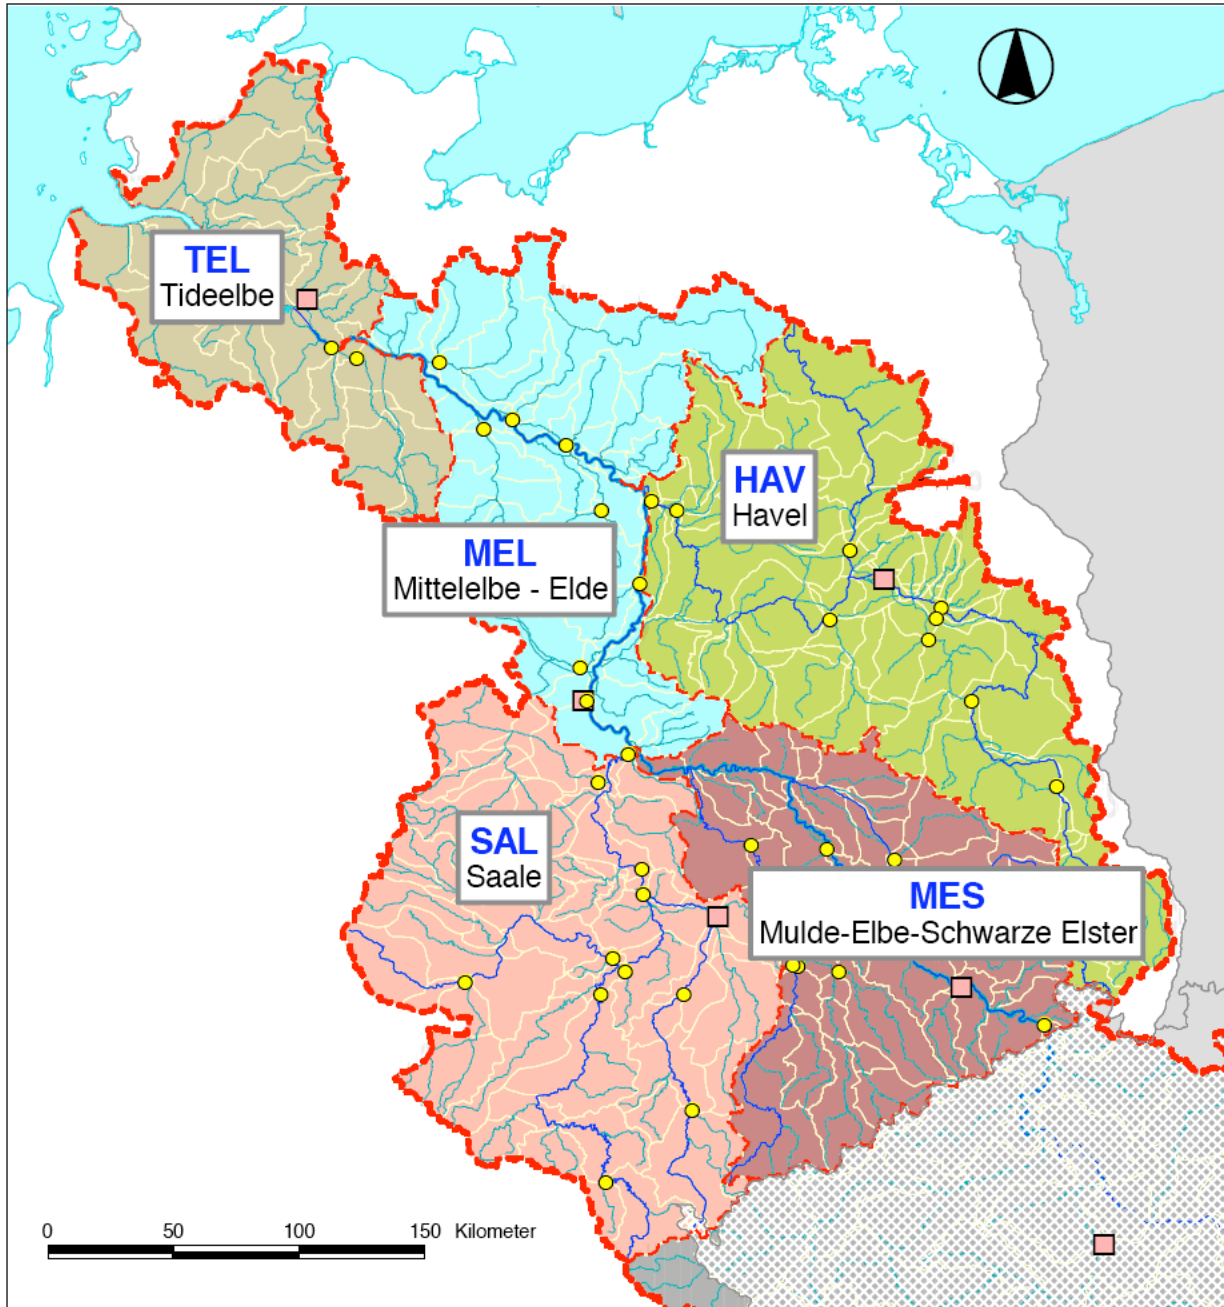 TEL
Tideelbe
HAV
Havel
MEL
Mittelelbe - Elde
SAL
Saale
MES
Mulde-Elbe-Schwarze Elster
0 50 100 150 Kilometer